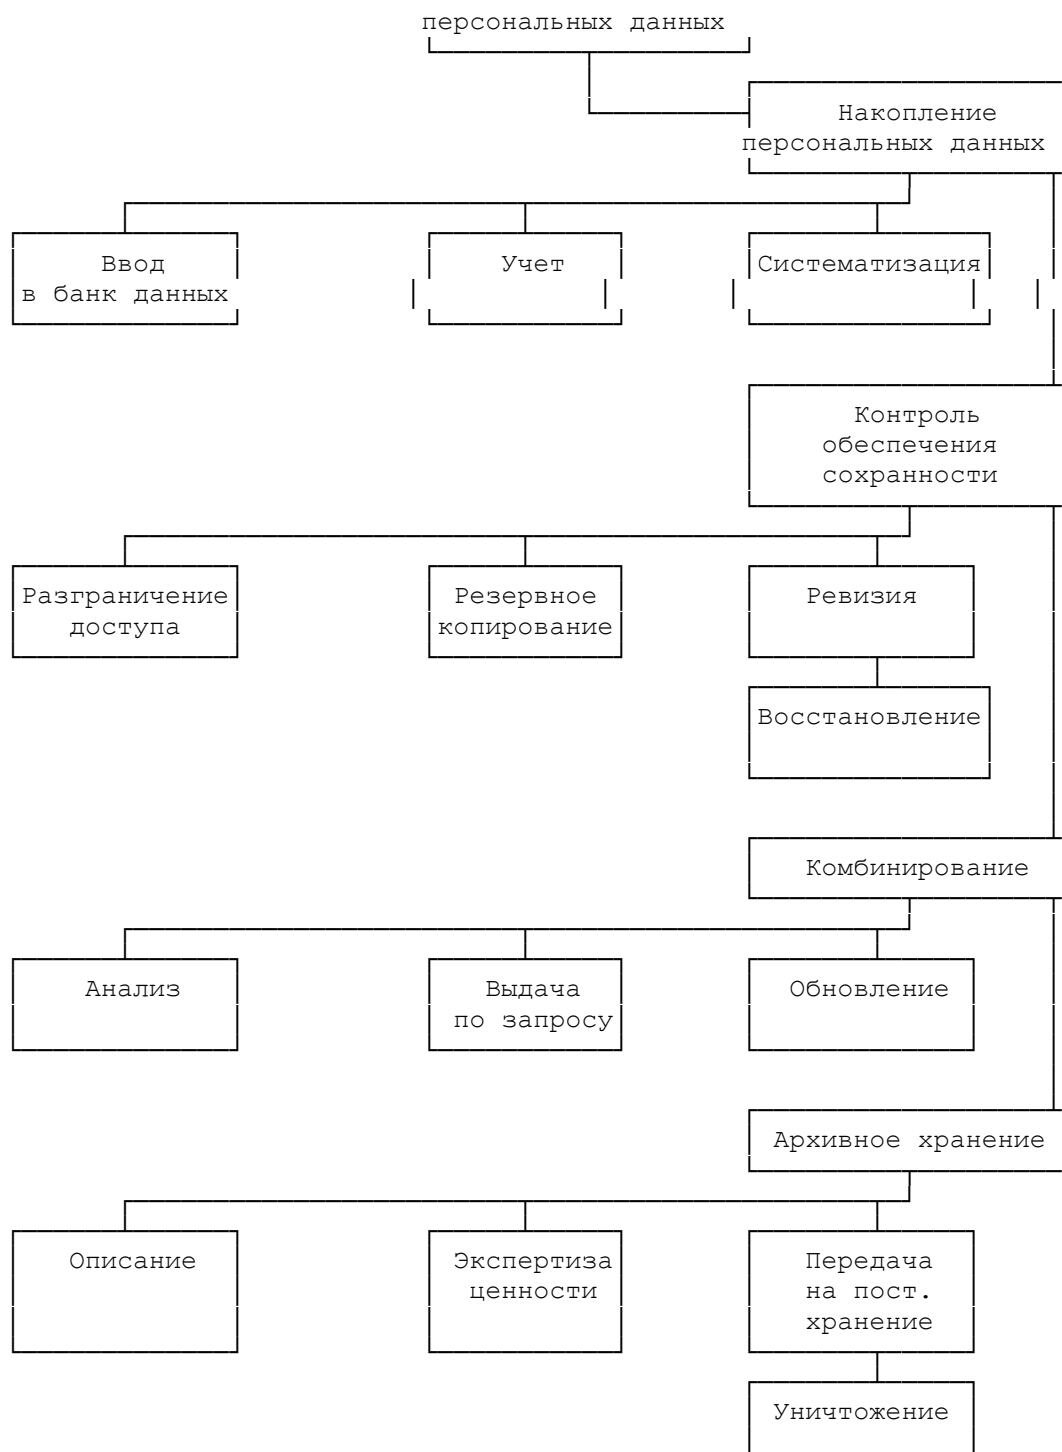 персональных данных
Накопление
персональных данных
Ввод
в банк данных
Учет
Систематизация
Контроль
обеспечения
сохранности
Разграничение
доступа
Резервное
копирование
Ревизия
Восстановление
Комбинирование
Анализ
Выдача
по запросу
Обновление
Архивное хранение
Описание
Экспертиза
ценности
Передача
на пост.
хранение
Уничтожение